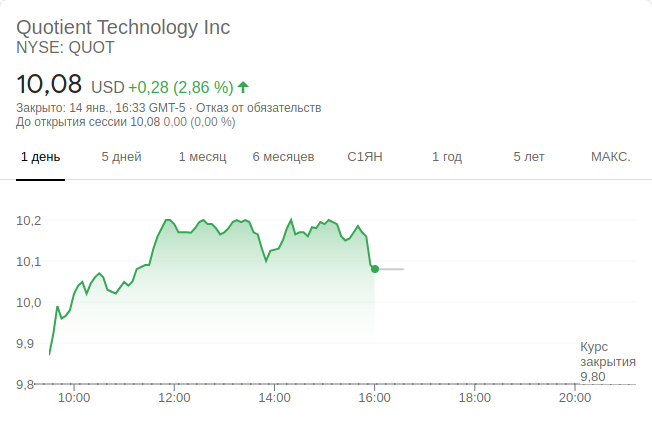 Quotient Technology Inc
NYSE: QUOT
10,08 USD +0,28 (2,86 %)
Закрыто: 14 янв., 16:33 GMT-5 · Отказ от обязательств
До открытия сессии 10,08 0,00 (0,00 %)
1 день 5 дней 1 месяц 6 месяцев С1ЯН 1 год 5 лет МАКС.
10,2
10,1
10,0
9,9
Курс
закрытия
9,80
9,8
10:00 12:00 14:00 16:00 18:00 20:00